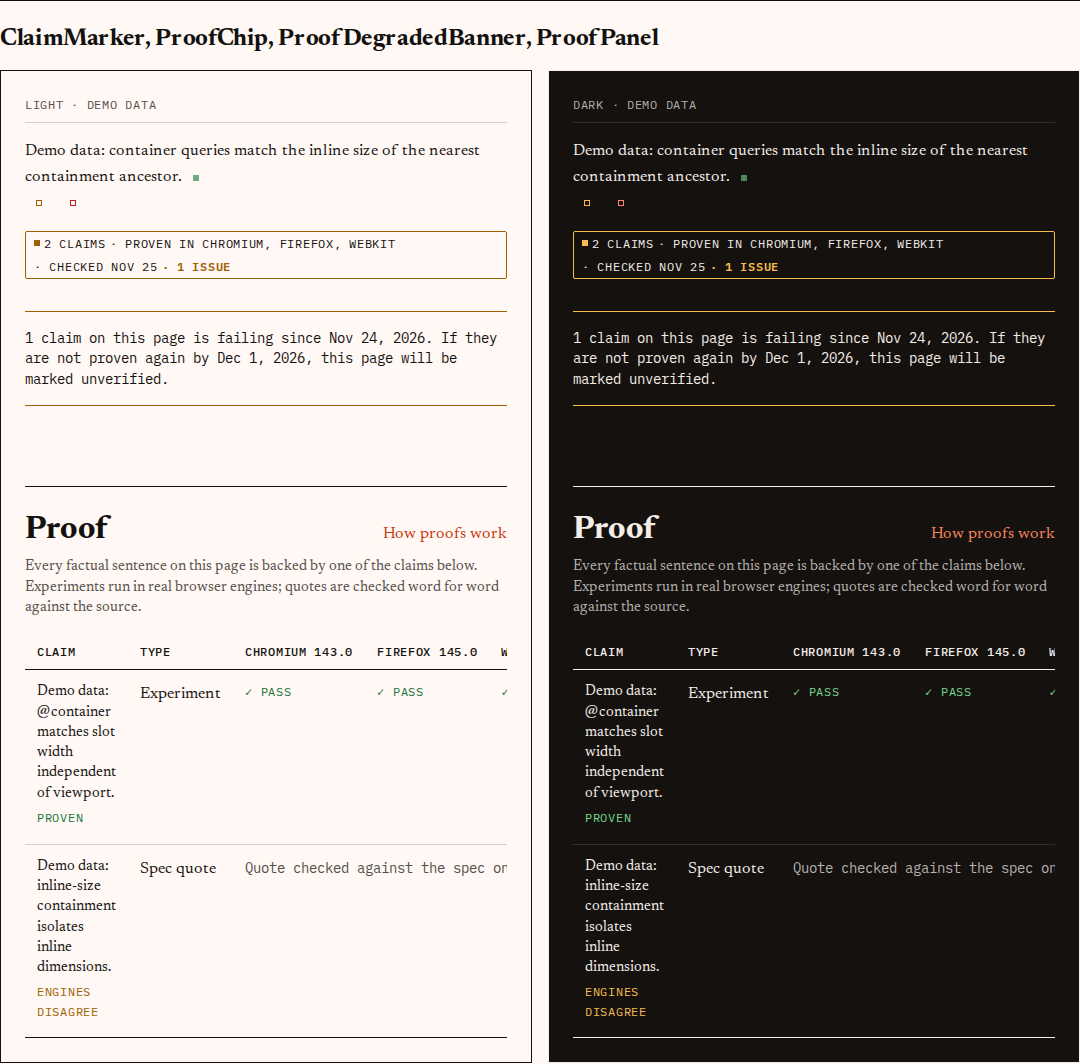 ClaimMarker, ProofChip, ProofDegradedBanner, ProofPanel
LIGHT · DEMO DATA
Demo data: container queries match the inline size of the nearest
containment ancestor.
2 CLAIMS · PROVEN IN CHROMIUM, FIREFOX, WEBKIT
· CHECKED NOV 25 · 1 ISSUE
1 claim on this page is failing since Nov 24, 2026. If they
are not proven again by Dec 1, 2026, this page will be
marked unverified.
Proof
How proofs work
Every factual sentence on this page is backed by one of the claims below.
Experiments run in real browser engines; quotes are checked word for word
against the source.
CLAIM TYPE CHROMIUM 143.0 FIREFOX 145.0
Demo data: Experiment ✓ PASS ✓ PASS ✓
@container
matches slot
width
independent
of viewport.
PROVEN
Demo data: Spec quote Quote checked against the spec on
inline-size
containment
isolates
inline
dimensions.
ENGINES
DISAGREE
DARK · DEMO DATA
Demo data: container queries match the inline size of the nearest
containment ancestor.
2 CLAIMS · PROVEN IN CHROMIUM, FIREFOX, WEBKIT
· CHECKED NOV 25 · 1 ISSUE
1 claim on this page is failing since Nov 24, 2026. If they
are not proven again by Dec 1, 2026, this page will be
marked unverified.
Proof
How proofs work
Every factual sentence on this page is backed by one of the claims below.
Experiments run in real browser engines; quotes are checked word for word
against the source.
CLAIM TYPE CHROMIUM 143.0 FIREFOX 145.0
Demo data: Experiment ✓ PASS ✓ PASS ✓
@container
matches slot
width
independent
of viewport.
PROVEN
Demo data: Spec quote Quote checked against the spec on
inline-size
containment
isolates
inline
dimensions.
ENGINES
DISAGREE